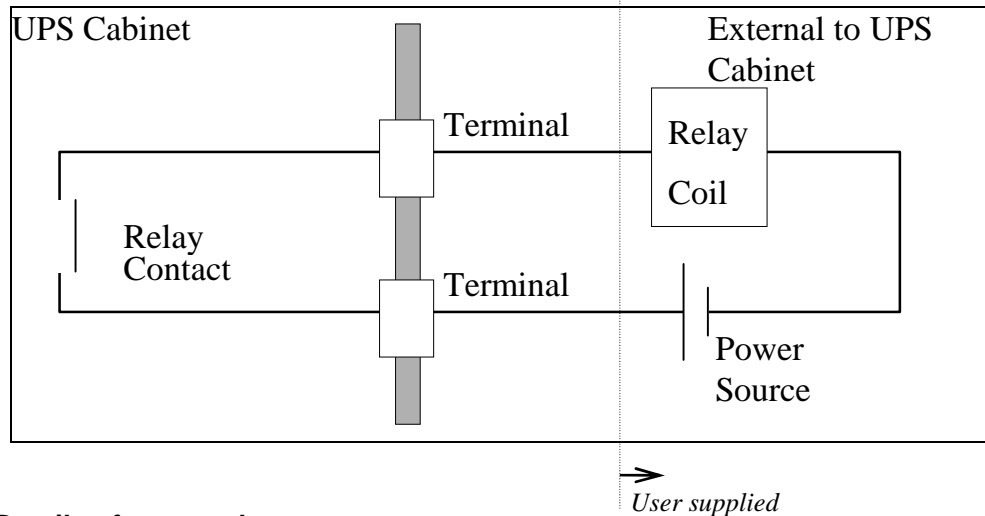 UPS Cabinet
External to UPS
Cabinet
Terminal
Relay
Coil
Relay
Contact
Terminal
Power
Source
User supplied